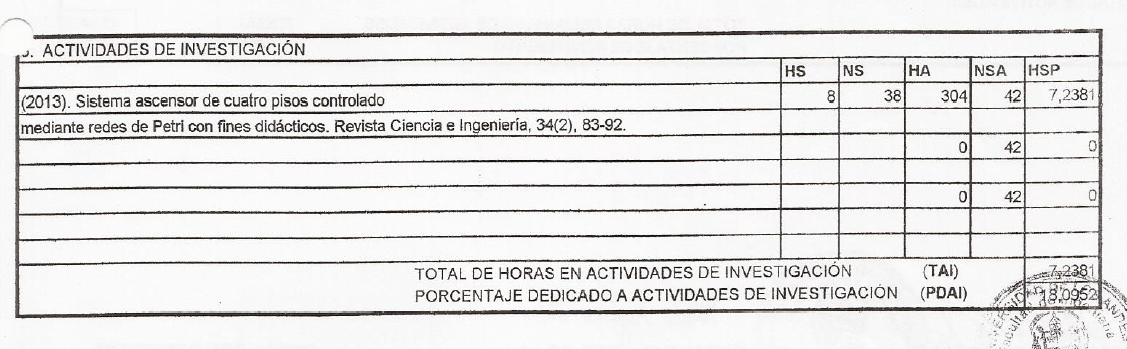 . ACTIVIDADES DE INVESTIGACIÓN
HS NS HA NSA HSP
(2013). Sistema ascensor de cuatro pisos controlado 8 38 304 42 7,2381
mediante redes de Petri con fines didácticos. Revista Ciencia e Ingeniería, 34(2), 83-92.
0 42 0
0 42 0
TOTAL DE HORAS EN ACTIVIDADES DE INVESTIGACIÓN (TAI) 7,2381
PORCENTAJE DEDICADO A ACTIVIDADES DE INVESTIGACIÓN (PDAI) 18,0952